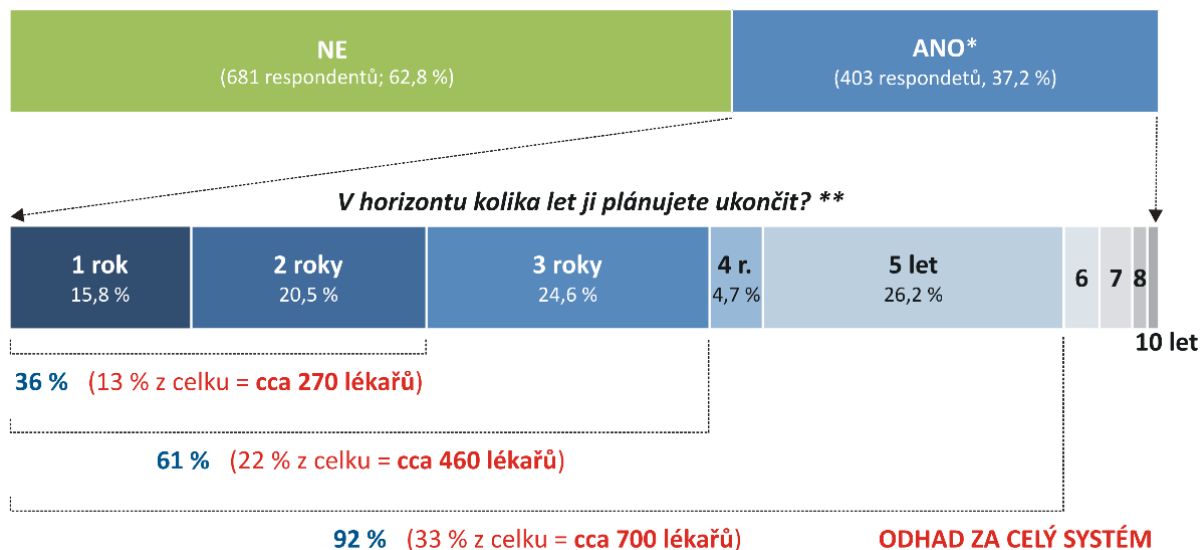 NE
(681 respondentů; 62,8 %)
ANO*
(403 respondetů, 37,2 %)
V horizontu kolika let ji plánujete ukončit? **
1 rok
15,8 %
2 roky
20,5 %
3 roky
24,6 %
4 r.
4,7 %
5 let
26,2 %
6
7
8
10 let
36 % (13 % z celku = cca 270 lékařů)
61 % (22 % z celku = cca 460 lékařů)
92 % (33 % z celku = cca 700 lékařů)
ODHAD ZA CELÝ SYSTÉM